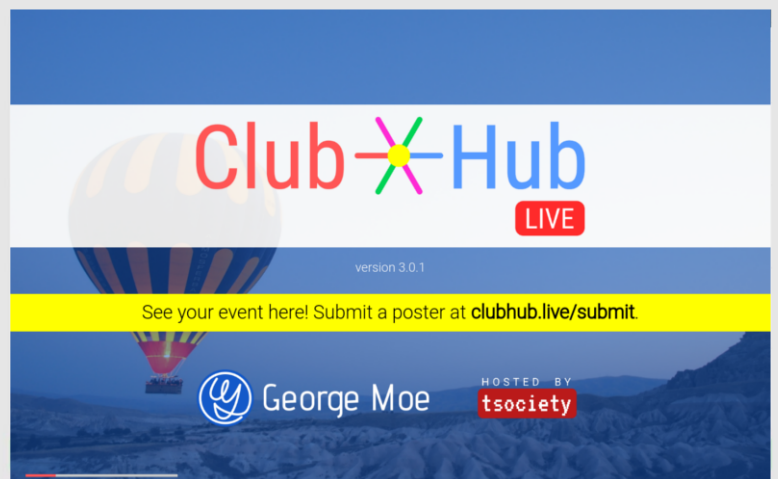 Club Hub
LIVE
version 3.0.1
See your event here! Submit a poster at clubhub.live/submit.
George Moe
HOSTED BY
tsociety